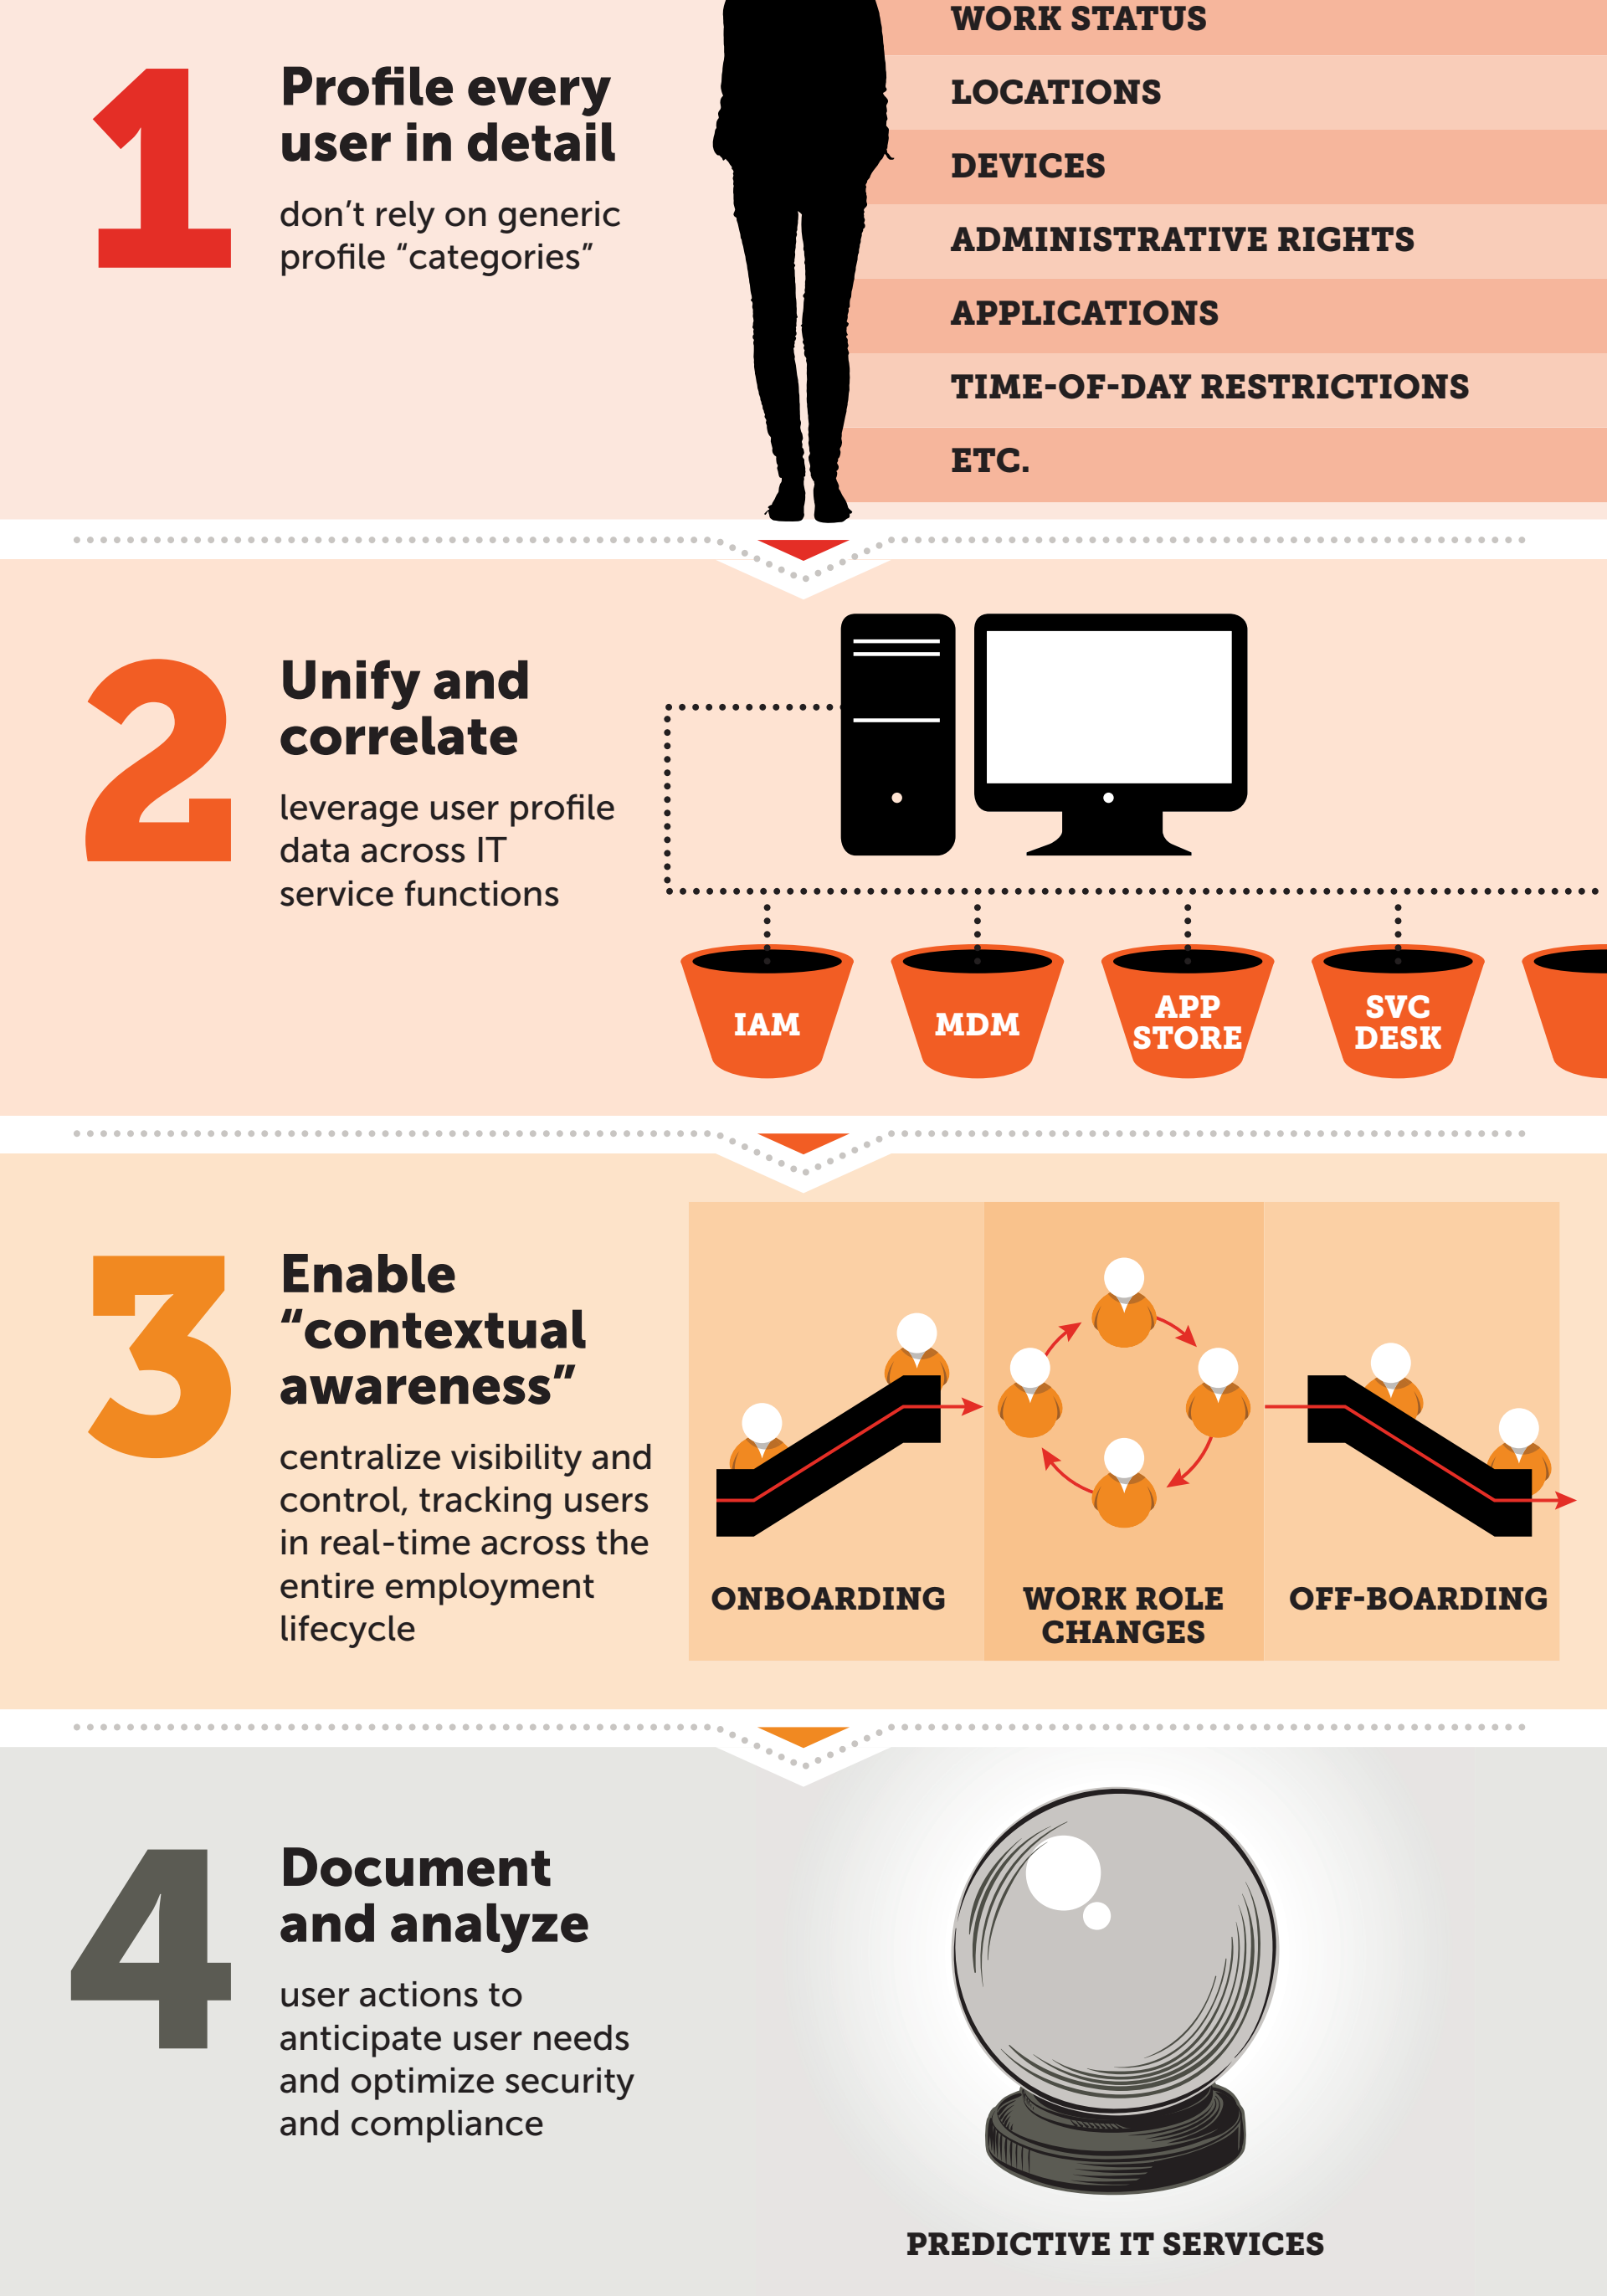 WORK STATUS
1
Profile every
user in detail
don’t rely on generic
profile “categories”
LOCATIONS
DEVICES
ADMINISTRATIVE RIGHTS
APPLICATIONS
TIME-OF-DAY RESTRICTIONS
ETC.
2
Unify and
correlate
leverage user profile
data across IT
service functions
IAM
MDM
APP
STORE
SVC
DESK
3
Enable
“contextual
awareness”
centralize visibility and
control, tracking users
in real-time across the
entire employment
lifecycle
ONBOARDING
WORK ROLE
CHANGES
OFF-BOARDING
4
Document
and analyze
user actions to
anticipate user needs
and optimize security
and compliance
PREDICTIVE IT SERVICES